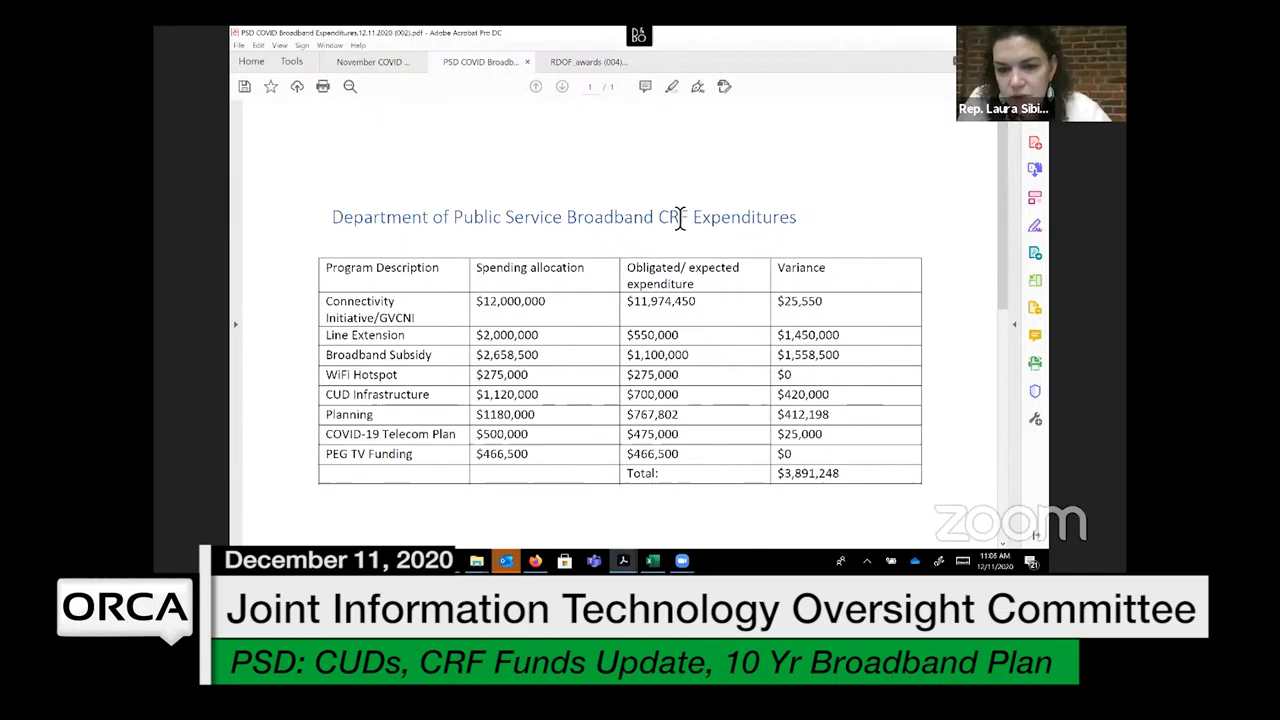 PSD COVID Broadband Expenditures,12.11.2020 (002).pdf - Adobe Acrobat Pro DC
File Edit View Sign Window Help
Home Tools November COVID ... PSD COVID Broadb... × RDOF_awards (004)...
1 / 1
Rep. Laura Sibi...
Department of Public Service Broadband CRF Expenditures
Program Description Spending allocation Obligated/ expected expenditure Variance
Connectivity Initiative/GVCNI $12,000,000 $11,974,450 $25,550
Line Extension $2,000,000 $550,000 $1,450,000
Broadband Subsidy $2,658,500 $1,100,000 $1,558,500
WiFi Hotspot $275,000 $275,000 $0
CUD Infrastructure $1,120,000 $700,000 $420,000
Planning $1180,000 $767,802 $412,198
COVID-19 Telecom Plan $500,000 $475,000 $25,000
PEG TV Funding $466,500 $466,500 $0
Total: $3,891,248
zoom
11:05 AM
12/11/2020
21
December 11, 2020
ORCA
Joint Information Technology Oversight Committee
PSD: CUDs, CRF Funds Update, 10 Yr Broadband Plan